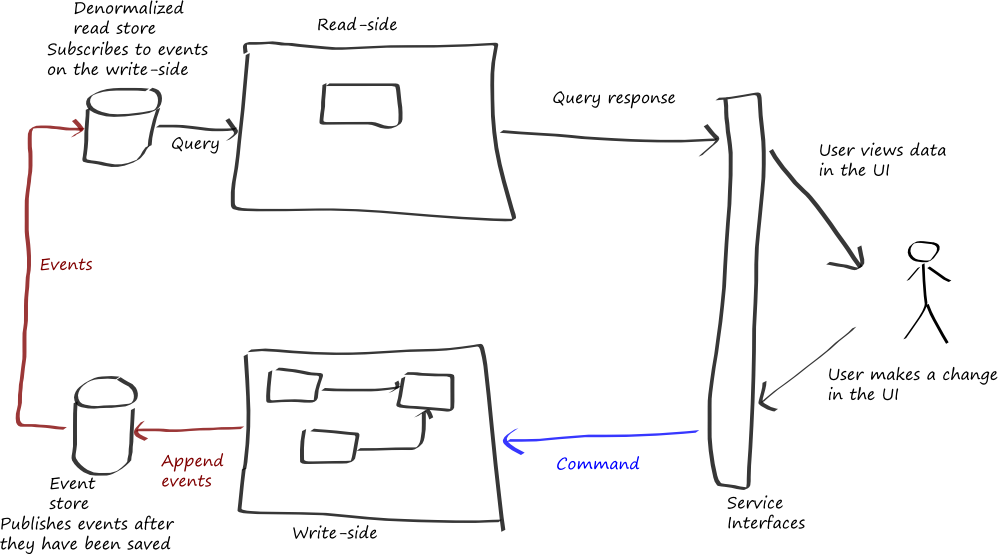 Denormalized
read store
Subscribes to events
on the write-side
Read-side
Query
Query response
User views data
in the UI
Events
User makes a change
in the UI
Command
Append
events
Event
store
Publishes events after
they have been saved
Write-side
Service
Interfaces